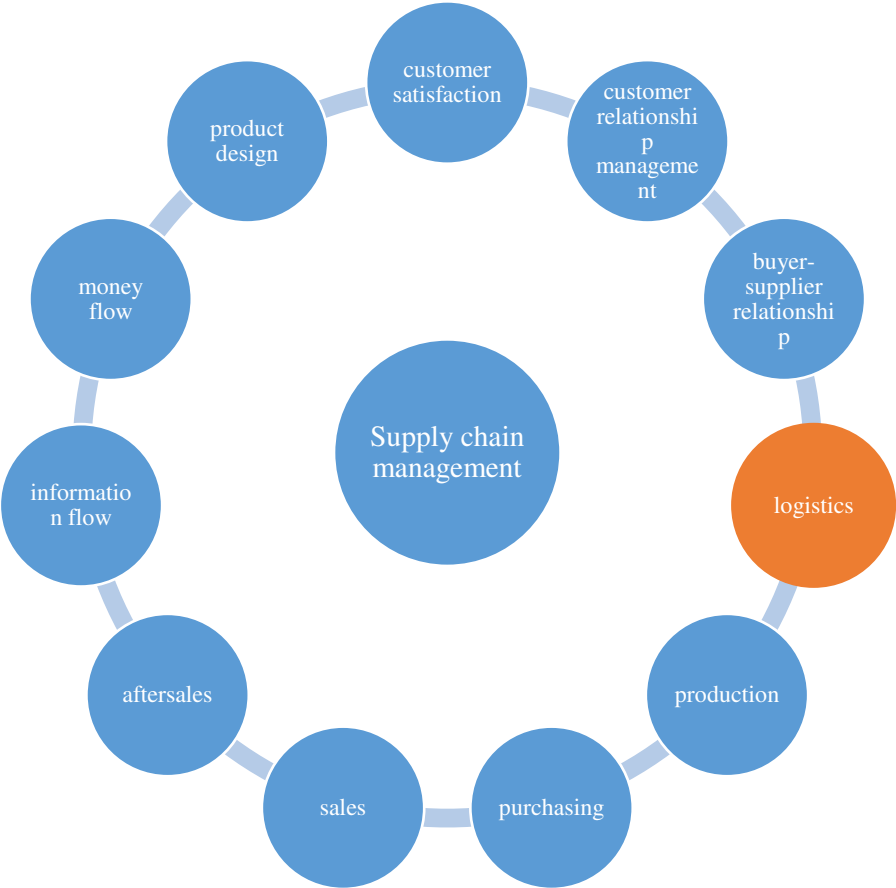 customer
satisfaction
customer
relationshi
p
manageme
nt
buyer-
supplier
relationshi
p
logistics
production
purchasing
sales
aftersales
informatio
n flow
money
flow
product
design
Supply chain
management